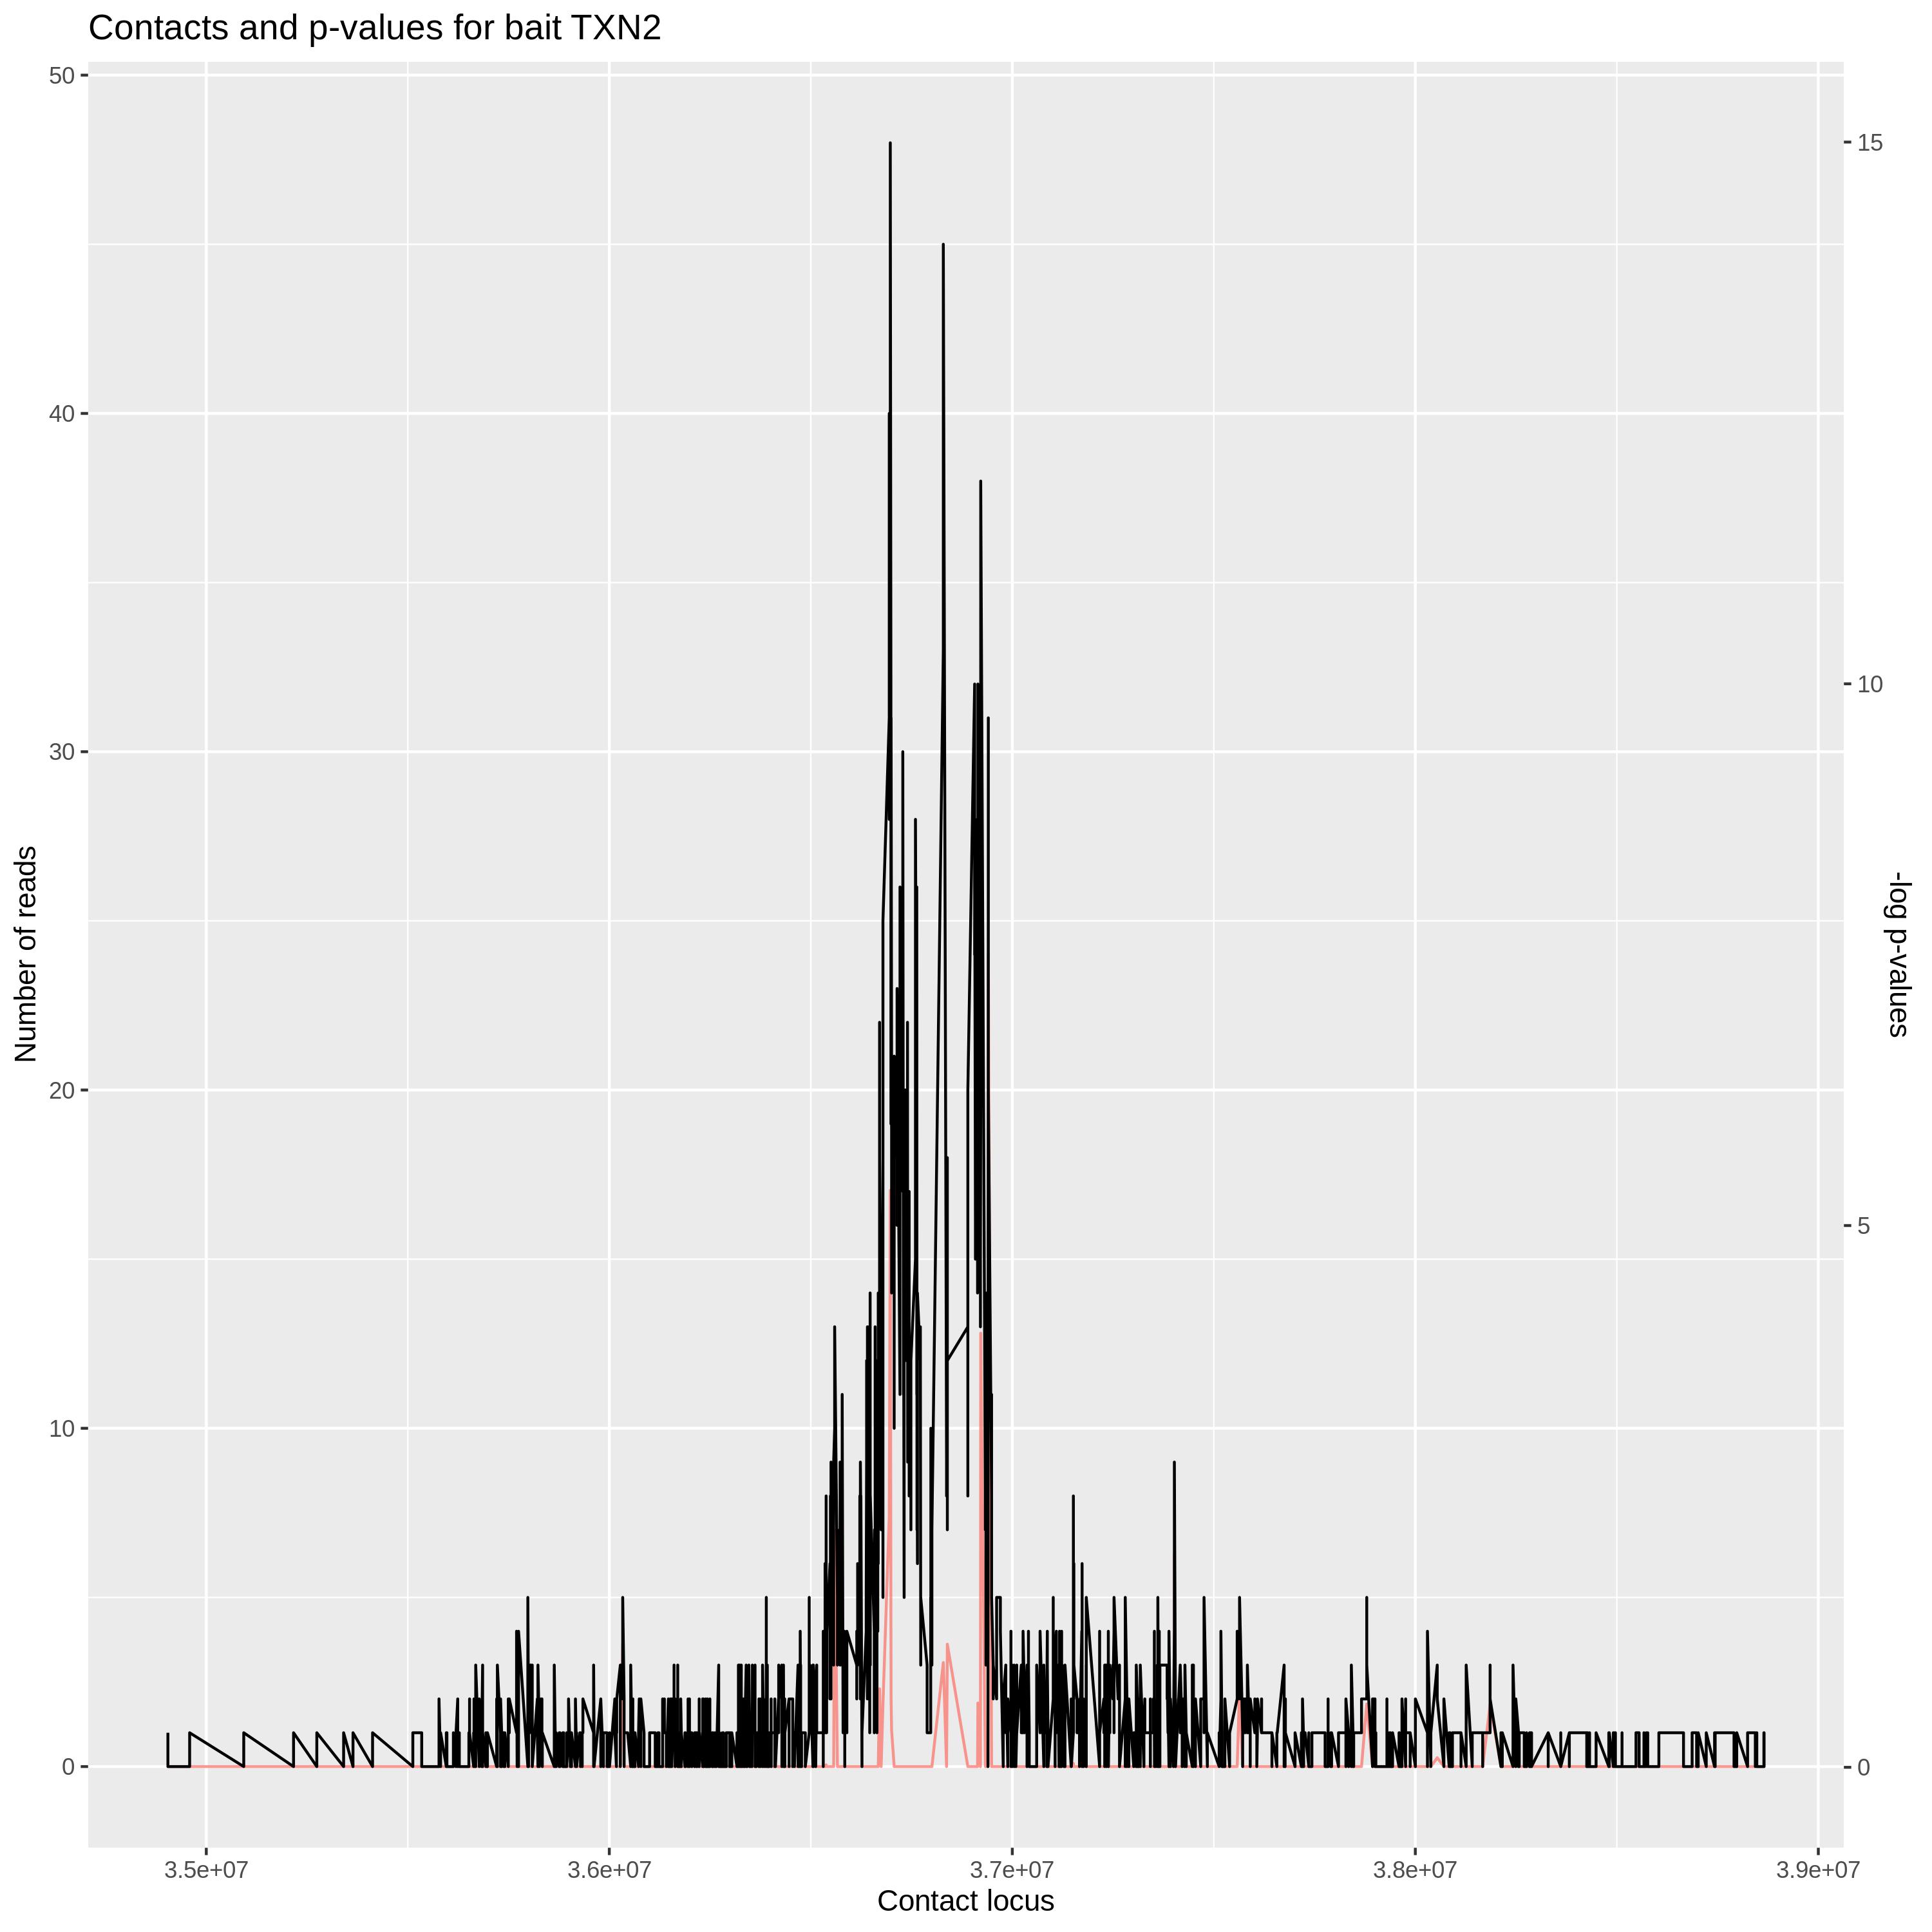 Contacts and p-values for bait TXN2
50
40
30
20
10
0
Number of reads
15
10
5
0
-log p-values
3.5e+07 3.6e+07 3.7e+07 3.8e+07 3.9e+07
Contact locus